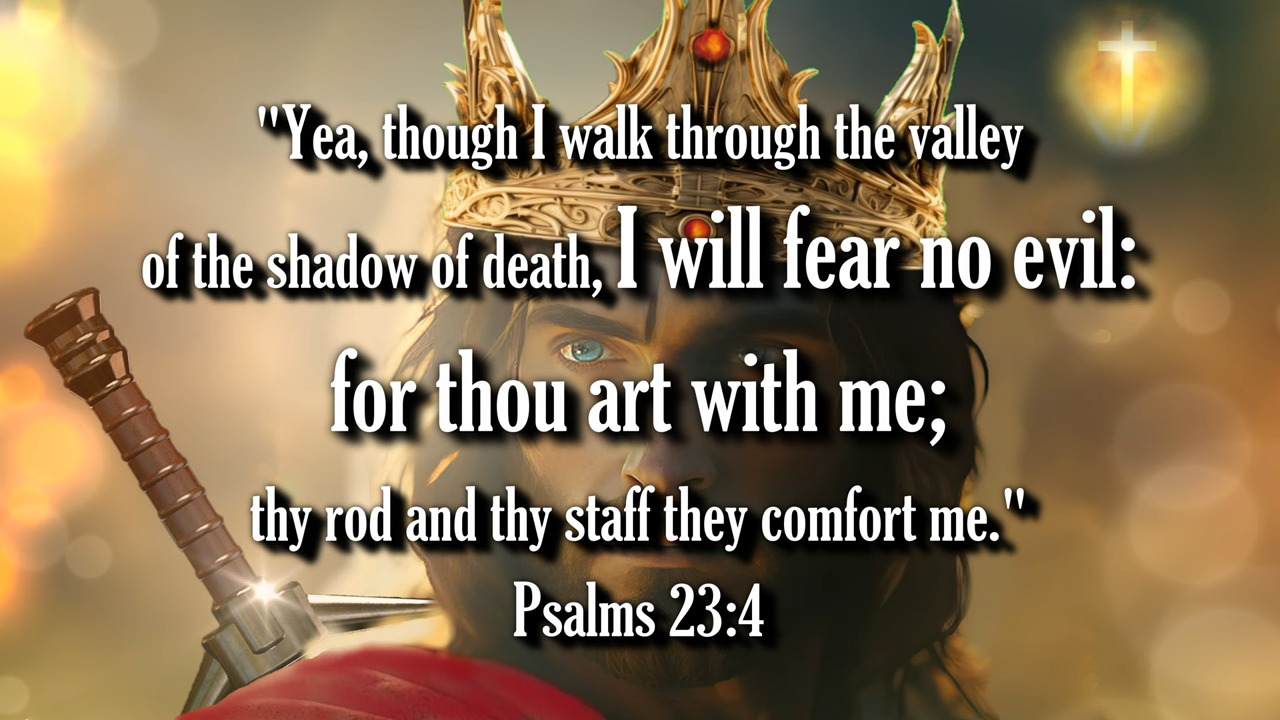 "Yea, though I walk through the valley
of the shadow of death, I will fear no evil:
for thou art with me;
thy rod and thy staff they comfort me."
Psalms 23:4